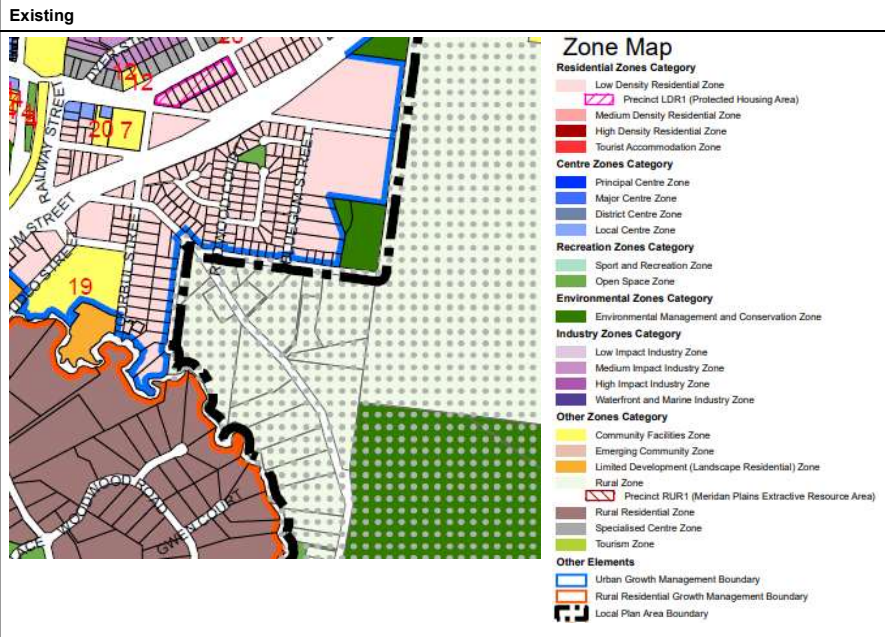 Existing
Zone Map
Residential Zones Category
Low Density Residential Zone
Precinct LDR1 (Protected Housing Area)
Medium Density Residential Zone
High Density Residential Zone
Tourist Accommodation Zone
Centre Zones Category
Principal Centre Zone
Major Centre Zone
District Centre Zone
Local Centre Zone
Recreation Zones Category
Sport and Recreation Zone
Open Space Zone
Environmental Zones Category
Environmental Management and Conservation Zone
Industry Zones Category
Low Impact Industry Zone
Medium Impact Industry Zone
High Impact Industry Zone
Waterfront and Marine Industry Zone
Other Zones Category
Community Facilities Zone
Emerging Community Zone
Limited Development (Landscape Residential) Zone
Rural Zone
Precinct RUR1 (Meridan Plains Extractive Resource Area)
Rural Residential Zone
Specialised Centre Zone
Tourism Zone
Other Elements
Urban Growth Management Boundary
Rural Residential Growth Management Boundary
Local Plan Area Boundary
12
12
20
7
RAILWAY STREET
UM STREET
19
GWEN COURT
WOODWOOD ROAD